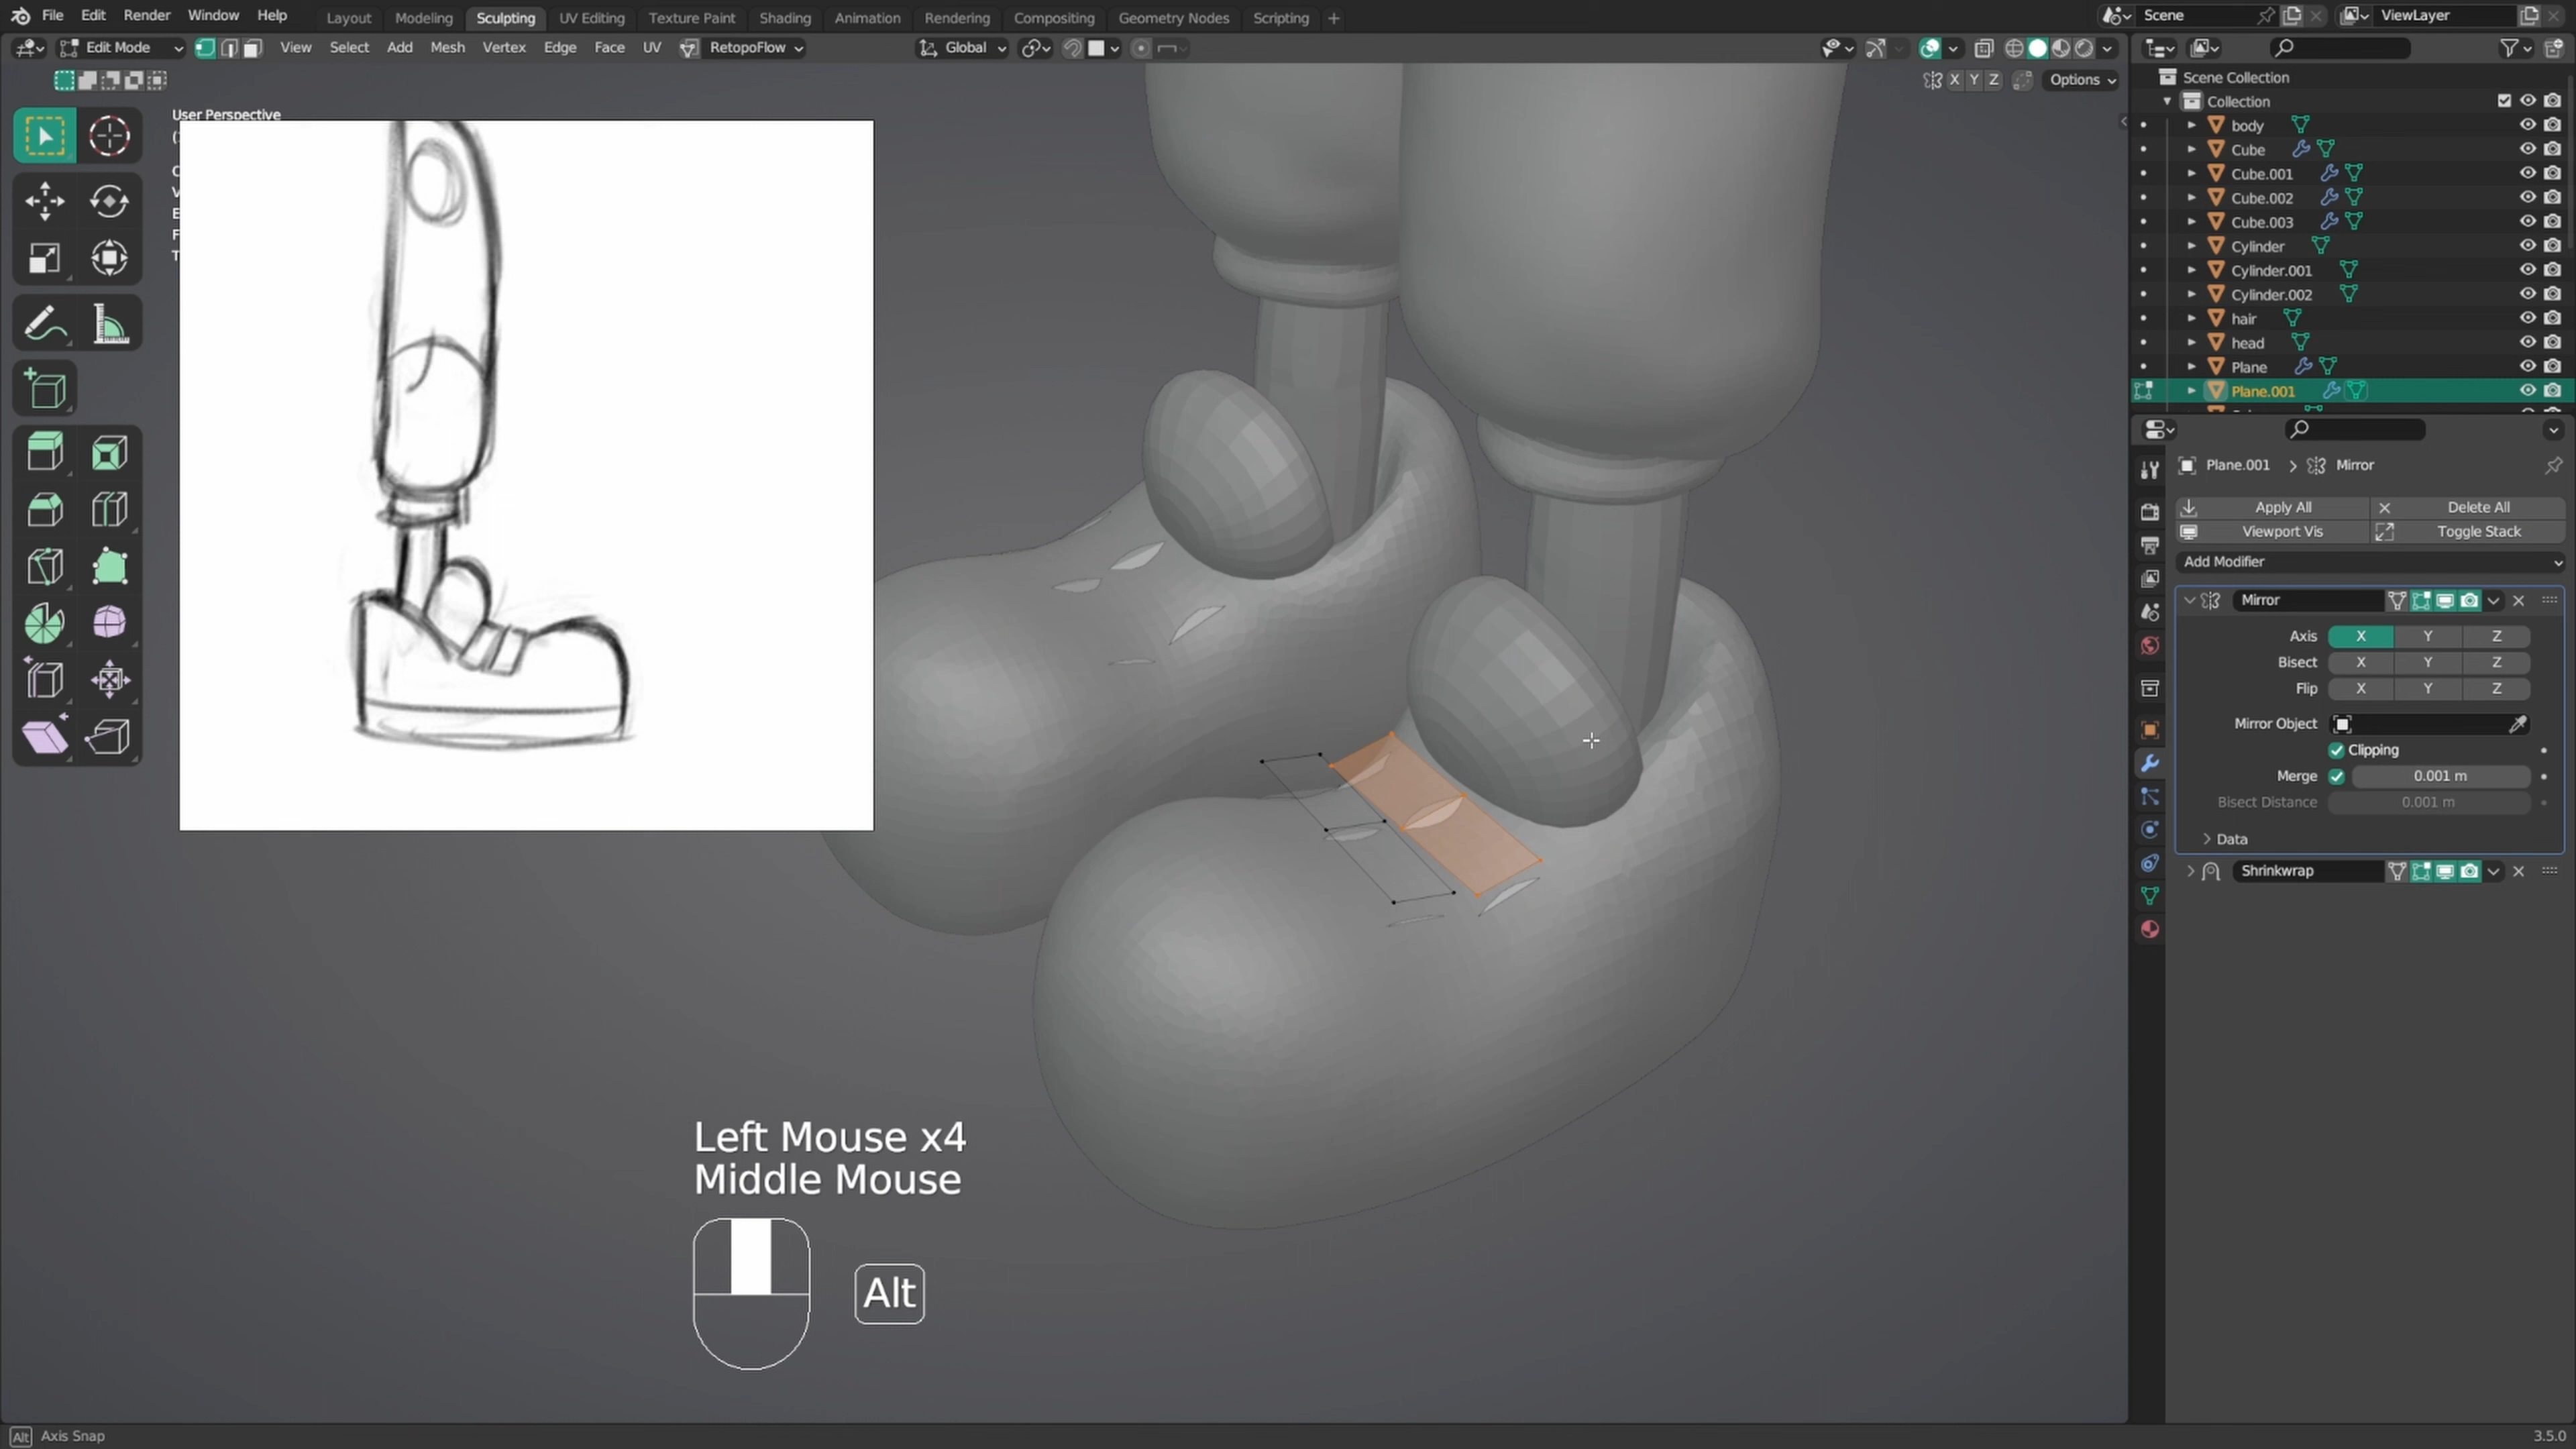 File Edit Render Window Help Layout Modeling Sculpting UV Editing Texture Paint Shading Animation Rendering Compositing Geometry Nodes Scripting + Scene ViewLayer
Edit Mode View Select Add Mesh Vertex Edge Face UV RetopoFlow Global
X Y Z Options
User Perspective
Scene Collection
Collection
body
Cube
Cube.001
Cube.002
Cube.003
Cylinder
Cylinder.001
Cylinder.002
hair
head
Plane
Plane.001
Plane.001 > Mirror
Apply All Delete All
Viewport Vis Toggle Stack
Add Modifier
Mirror
Axis X Y Z
Bisect X Y Z
Flip X Y Z
Mirror Object
Clipping
Merge 0.001 m
Bisect Distance 0.001 m
Data
Shrinkwrap
Left Mouse x4
Middle Mouse
Alt
Alt Axis Snap 3.5.0